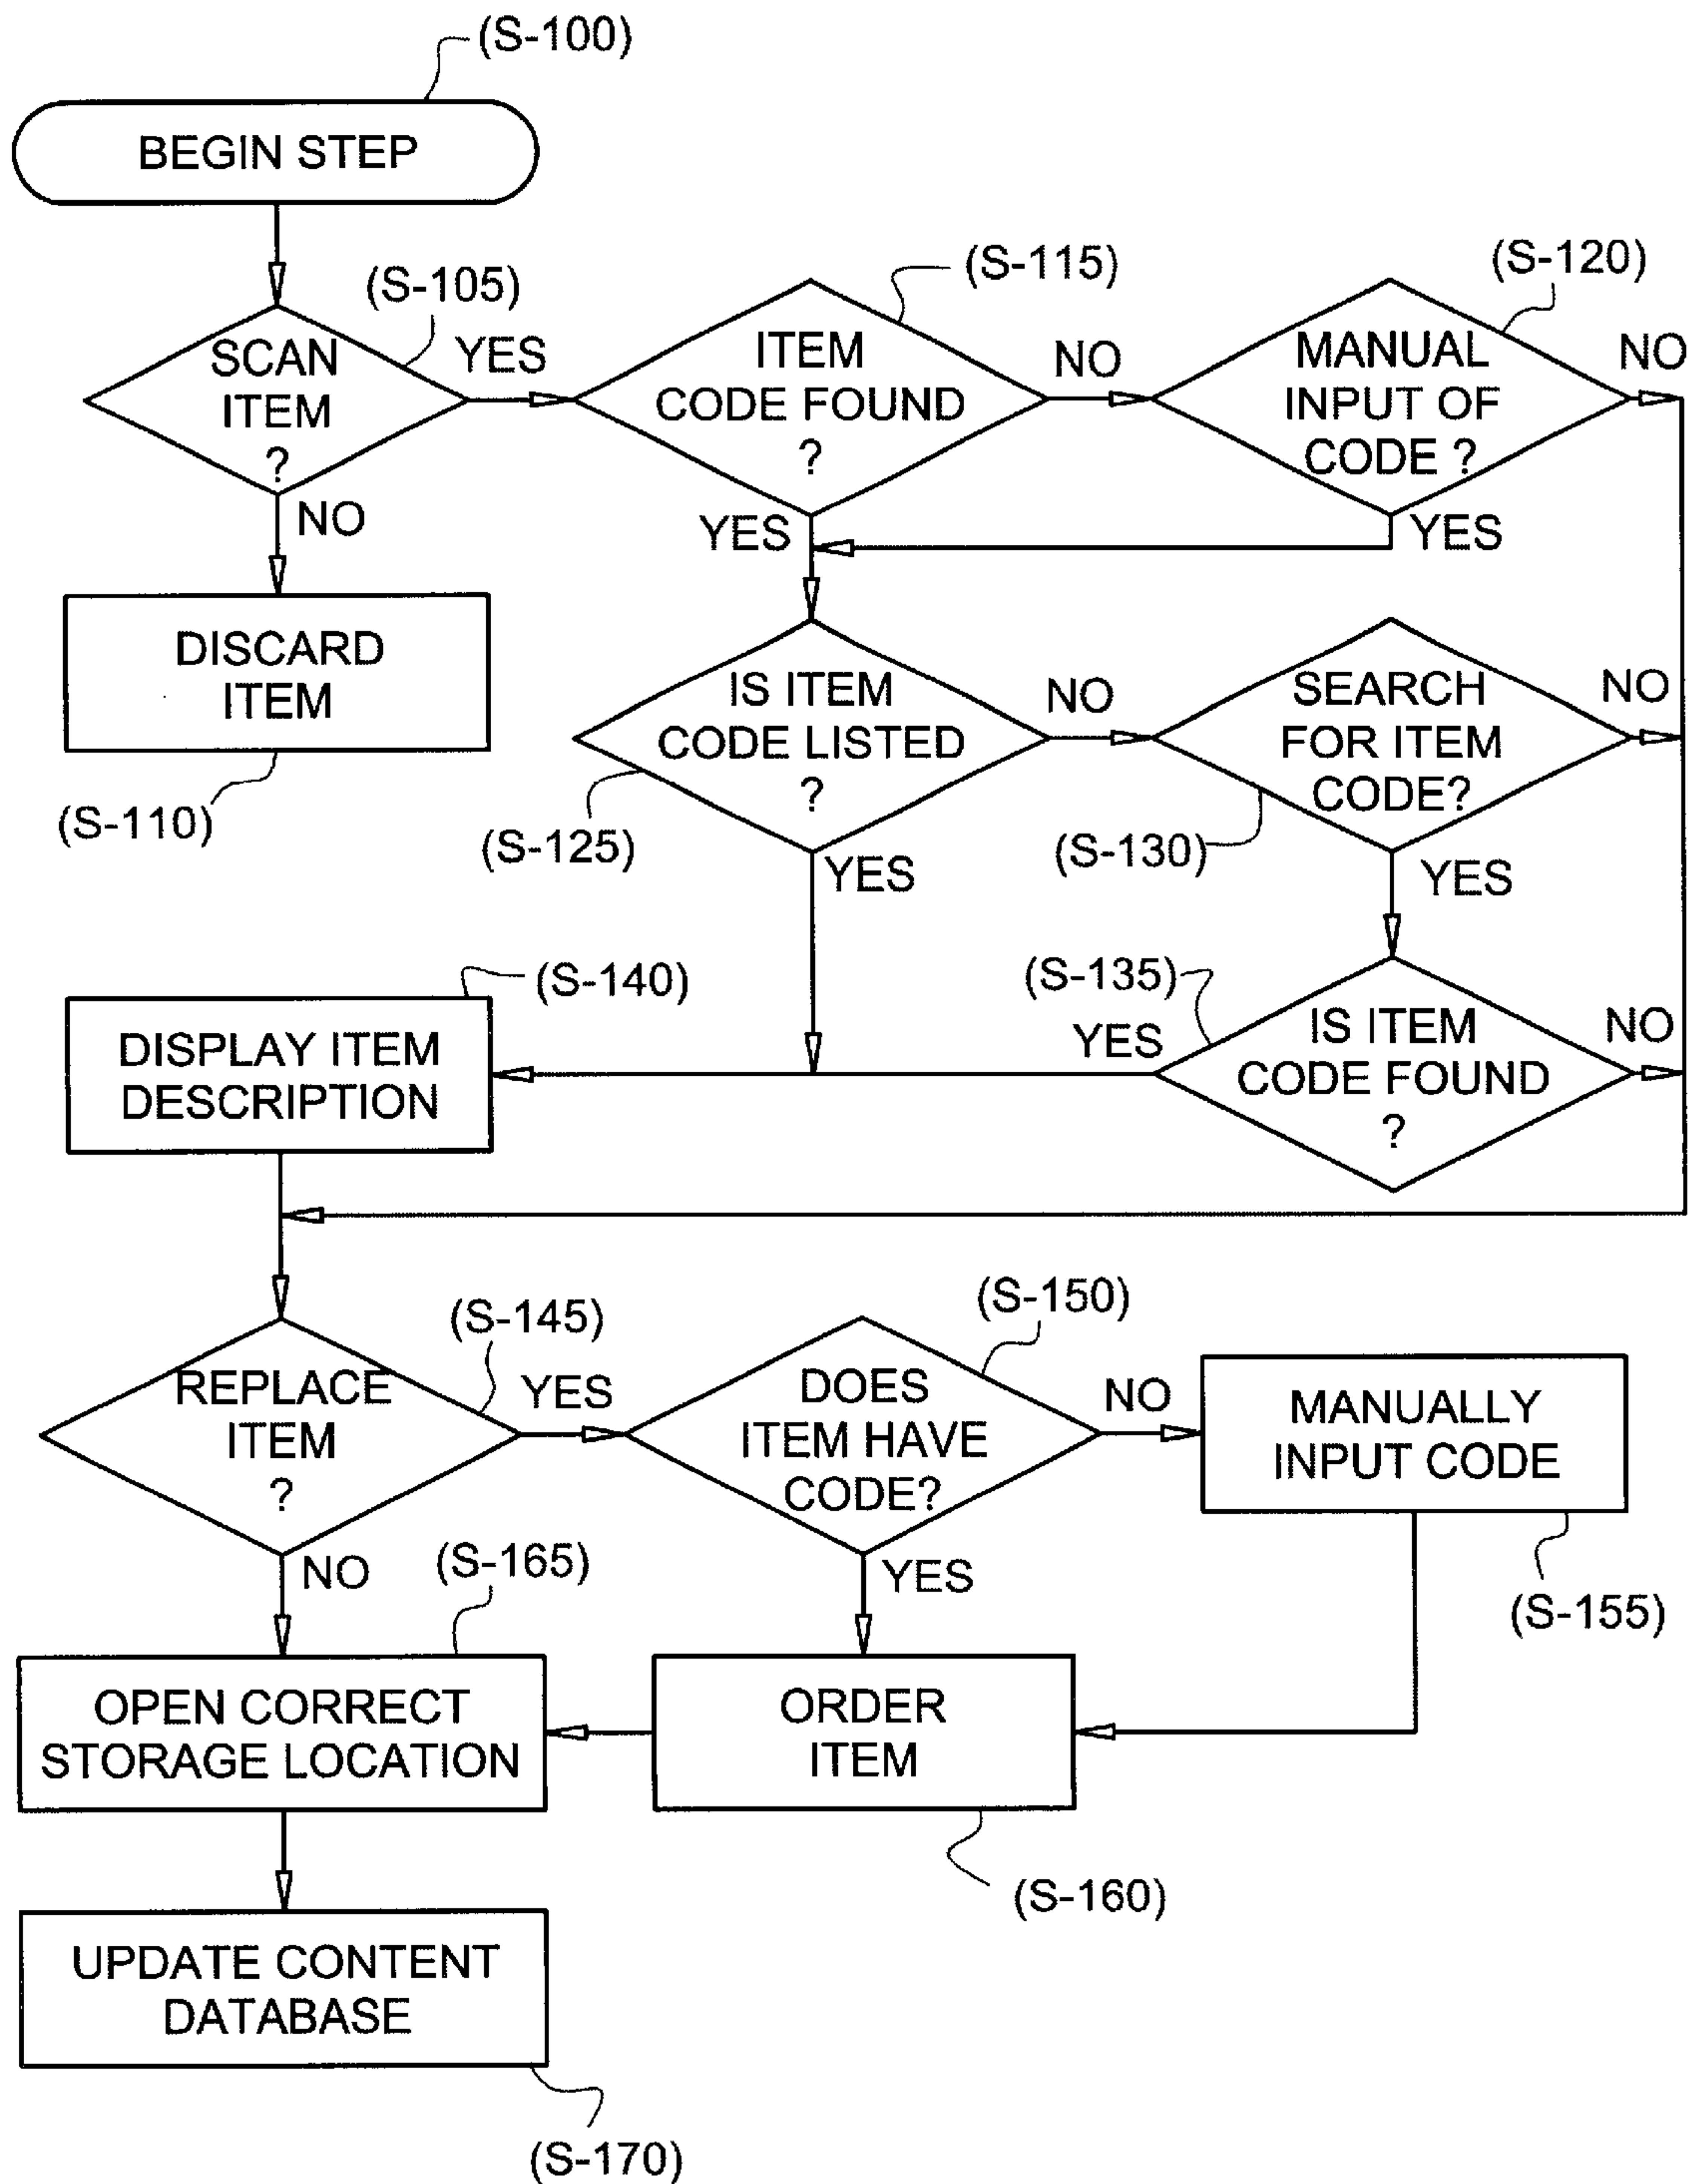 (S-100)
BEGIN STEP
(S-105)
SCAN
ITEM
?
YES
NO
(S-115)
ITEM
CODE FOUND
?
NO
YES
(S-120)
MANUAL
INPUT OF
CODE ?
NO
YES
DISCARD
ITEM
(S-110)
IS ITEM
CODE LISTED
?
NO
(S-125)
YES
SEARCH
FOR ITEM
CODE?
NO
(S-130)
YES
(S-140)
DISPLAY ITEM
DESCRIPTION
(S-135)
YES
IS ITEM
CODE FOUND
?
NO
(S-145)
REPLACE
ITEM
?
YES
NO
(S-150)
DOES
ITEM HAVE
CODE?
NO
YES
MANUALLY
INPUT CODE
(S-155)
(S-165)
OPEN CORRECT
STORAGE LOCATION
ORDER
ITEM
(S-160)
UPDATE CONTENT
DATABASE
(S-170)